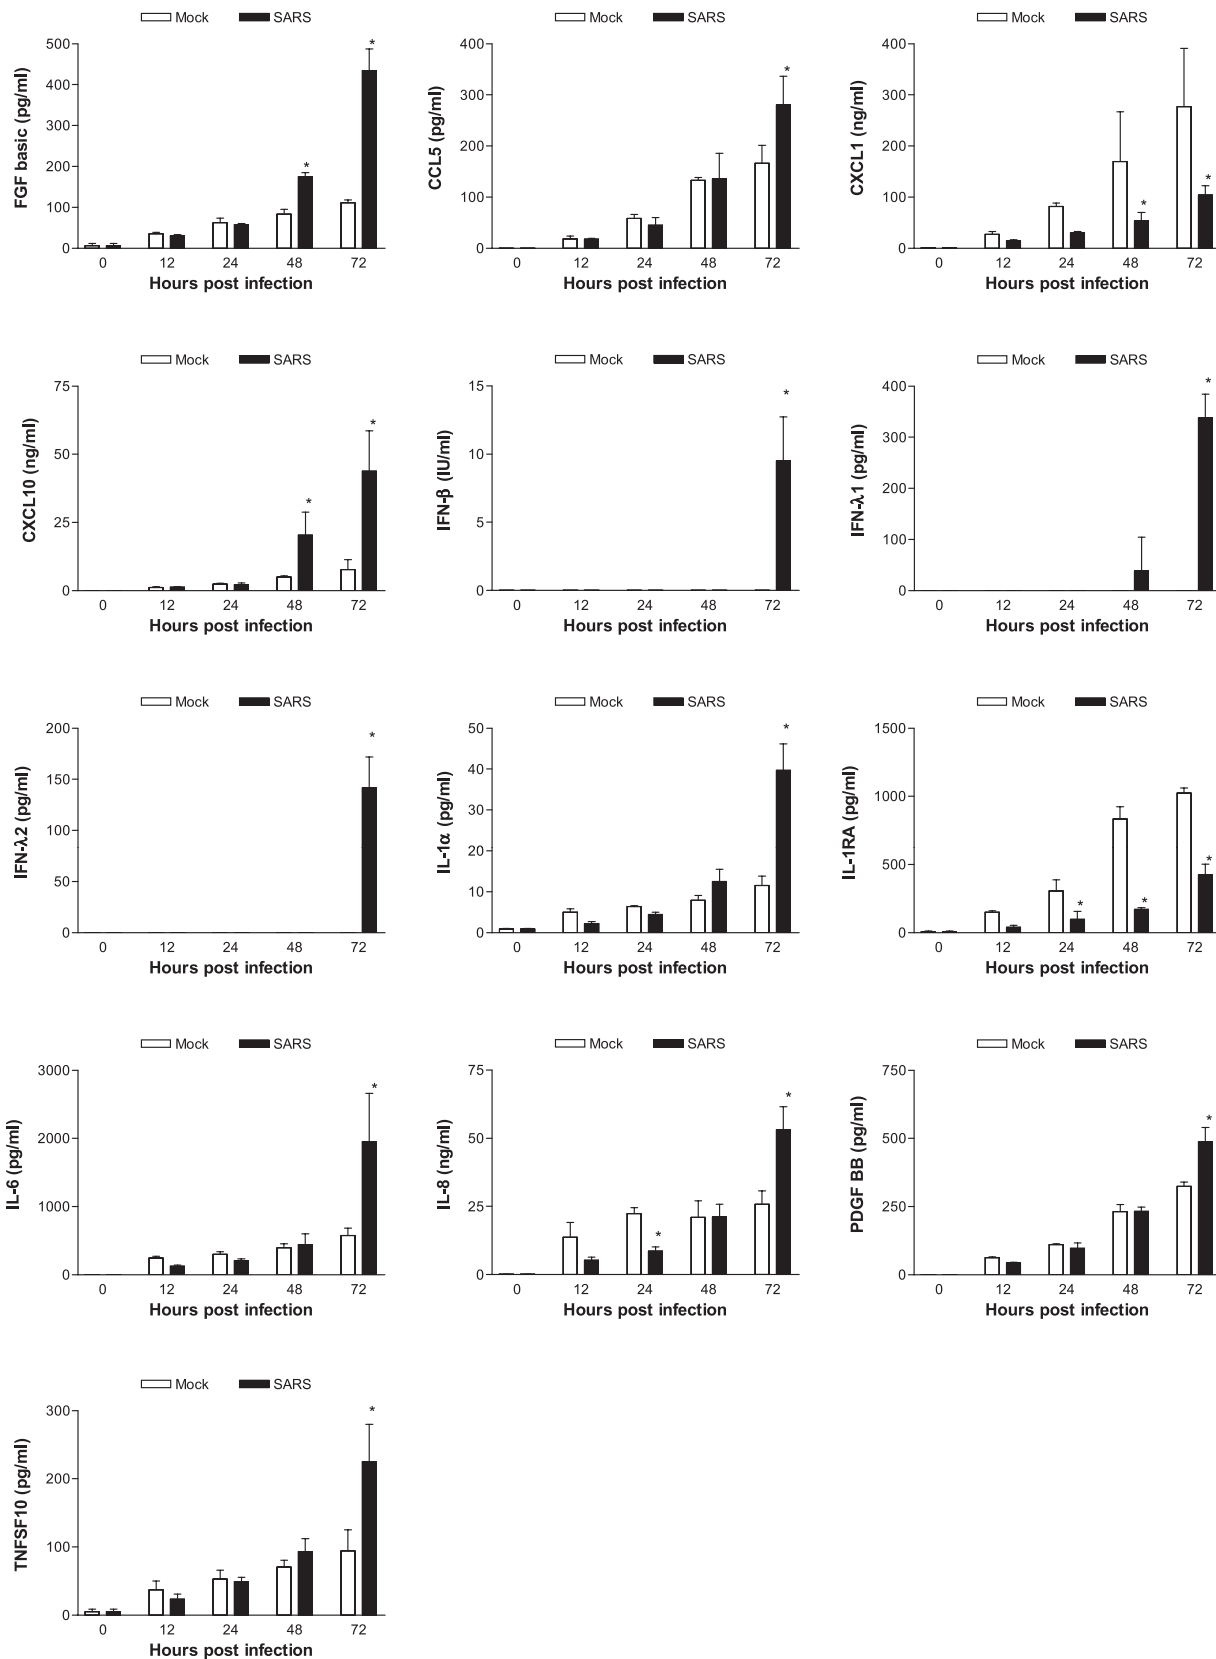 Mock SARS
FGF basic (pg/ml)
500
400
300
200
100
0
* *
0 12 24 48 72
Hours post infection
Mock SARS
CCL5 (pg/ml)
400
300
200
100
0
*
0 12 24 48 72
Hours post infection
Mock SARS
CXCL1 (ng/ml)
400
300
200
100
0
* *
0 12 24 48 72
Hours post infection
Mock SARS
CXCL10 (ng/ml)
75
50
25
0
* *
0 12 24 48 72
Hours post infection
Mock SARS
IFN-β (IU/ml)
15
10
5
0
*
0 12 24 48 72
Hours post infection
Mock SARS
IFN-λ1 (pg/ml)
400
300
200
100
0
*
0 12 24 48 72
Hours post infection
Mock SARS
IFN-λ2 (pg/ml)
200
150
100
50
0
*
0 12 24 48 72
Hours post infection
Mock SARS
IL-1α (pg/ml)
50
40
30
20
10
0
*
0 12 24 48 72
Hours post infection
Mock SARS
IL-1RA (pg/ml)
1500
1000
500
0
* * *
0 12 24 48 72
Hours post infection
Mock SARS
IL-6 (pg/ml)
3000
2000
1000
0
*
0 12 24 48 72
Hours post infection
Mock SARS
IL-8 (ng/ml)
75
50
25
0
* *
0 12 24 48 72
Hours post infection
Mock SARS
PDGF BB (pg/ml)
750
500
250
0
*
0 12 24 48 72
Hours post infection
Mock SARS
TNFSF10 (pg/ml)
300
200
100
0
*
0 12 24 48 72
Hours post infection